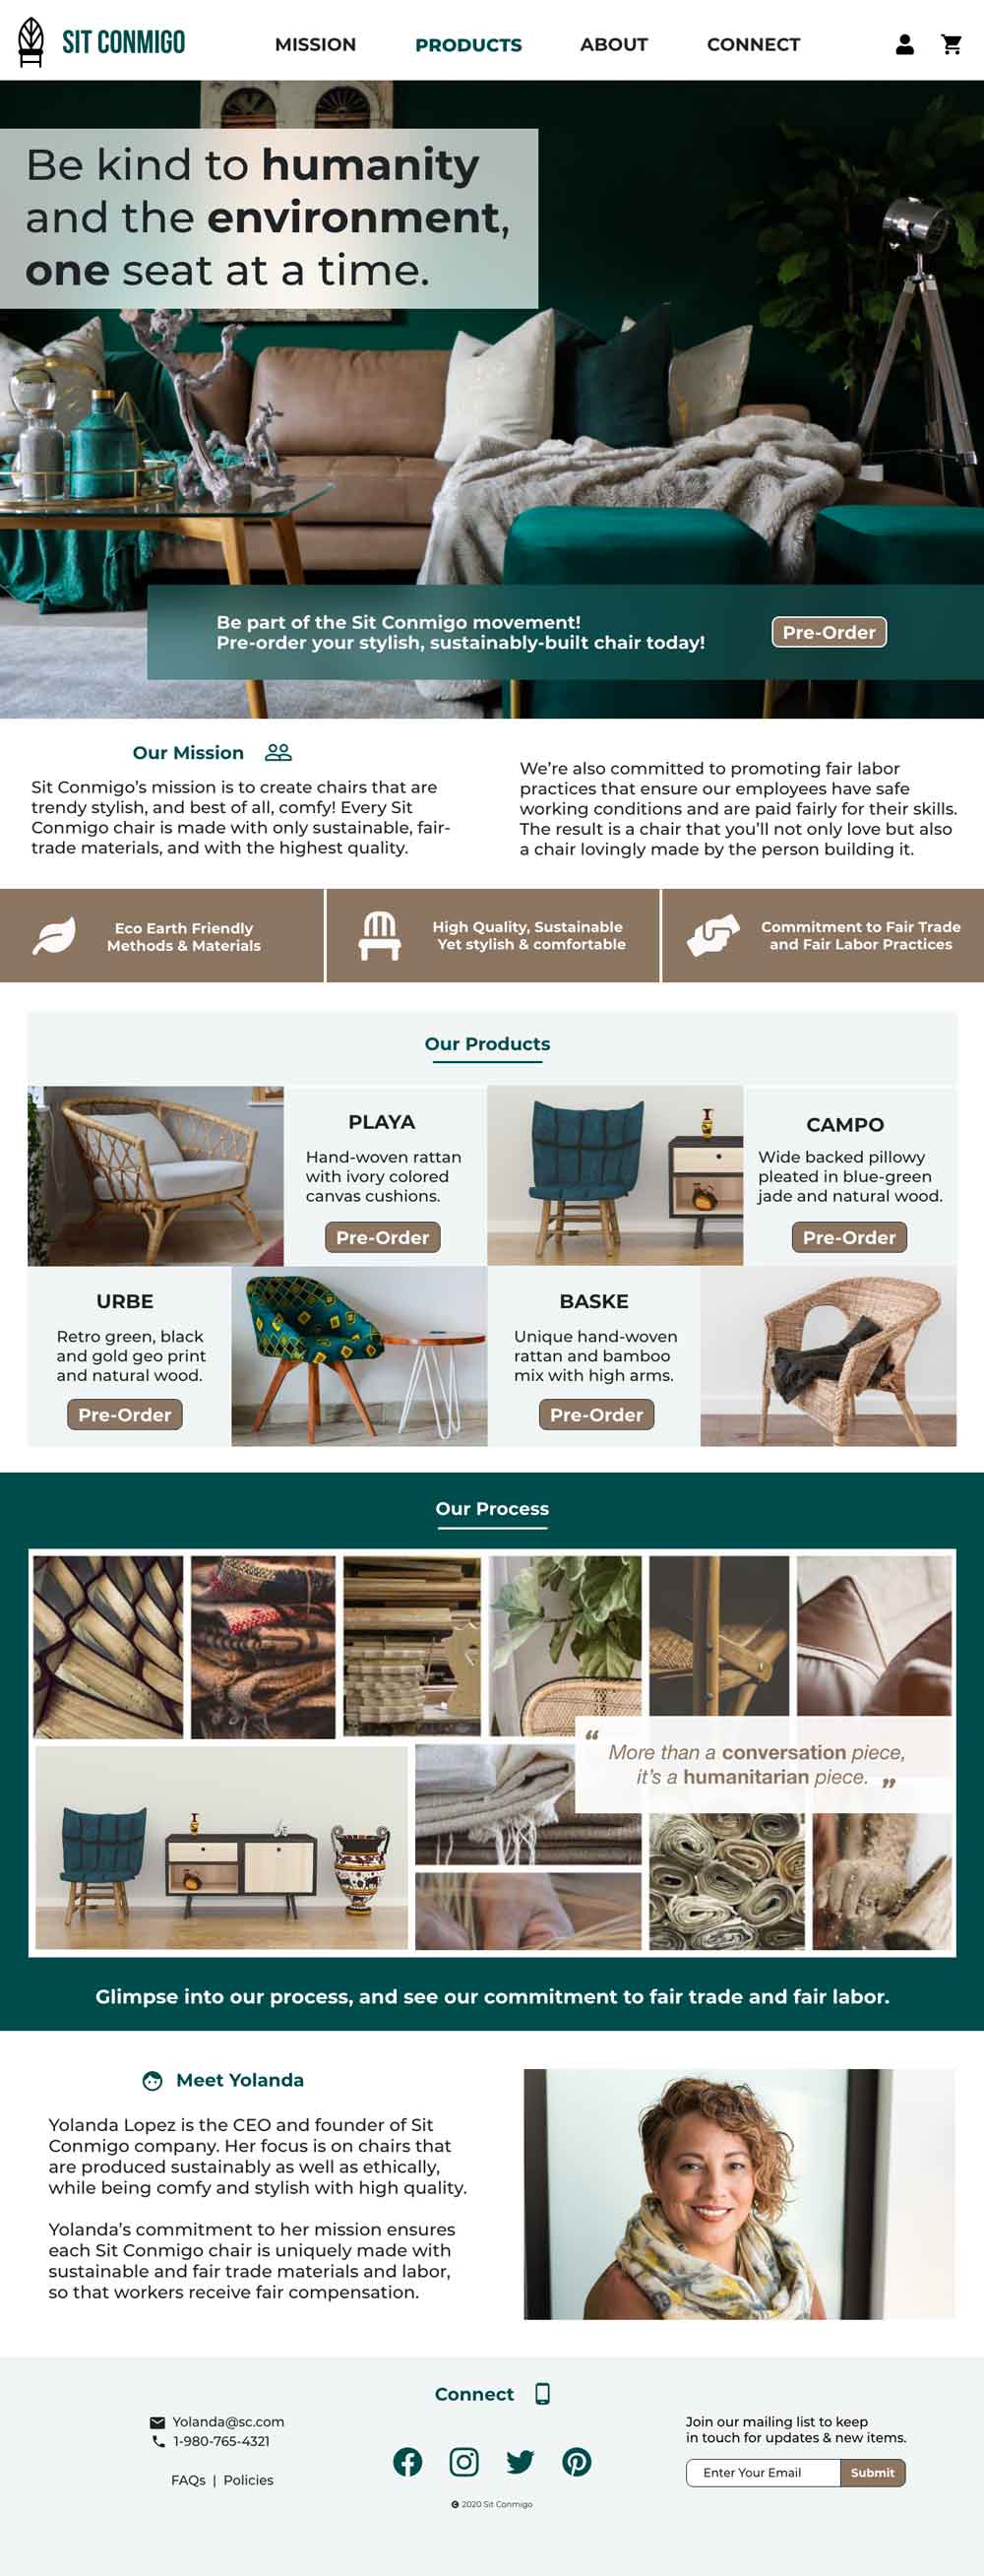 SIT CONMIGO
MISSION
PRODUCTS
ABOUT
CONNECT
Be kind to humanity
and the environment,
one seat at a time.
Be part of the Sit Conmigo movement!
Pre-order your stylish, sustainably-built chair today!
Pre-Order
Our Mission
Sit Conmigo's mission is to create chairs that are
trendy stylish, and best of all, comfy! Every Sit
Conmigo chair is made with only sustainable, fair-
trade materials, and with the highest quality.
We're also committed to promoting fair labor
practices that ensure our employees have safe
working conditions and are paid fairly for their skills.
The result is a chair that you'll not only love but also
a chair lovingly made by the person building it.
Eco Earth Friendly
Methods & Materials
High Quality, Sustainable
Yet stylish & comfortable
Commitment to Fair Trade
and Fair Labor Practices
Our Products
PLAYA
Hand-woven rattan
with ivory colored
canvas cushions.
Pre-Order
CAMPO
Wide backed pillowy
pleated in blue-green
jade and natural wood.
Pre-Order
URBE
Retro green, black
and gold geo print
and natural wood.
Pre-Order
BASKE
Unique hand-woven
rattan and bamboo
mix with high arms.
Pre-Order
Our Process
“ More than a conversation piece,
it's a humanitarian piece. ”
Glimpse into our process, and see our commitment to fair trade and fair labor.
Meet Yolanda
Yolanda Lopez is the CEO and founder of Sit
Conmigo company. Her focus is on chairs that
are produced sustainably as well as ethically,
while being comfy and stylish with high quality.
Yolanda's commitment to her mission ensures
each Sit Conmigo chair is uniquely made with
sustainable and fair trade materials and labor,
so that workers receive fair compensation.
Connect
Yolanda@sc.com
1-980-765-4321
FAQs | Policies
Join our mailing list to keep
in touch for updates & new items.
Enter Your Email
Submit
© 2020 Sit Conmigo